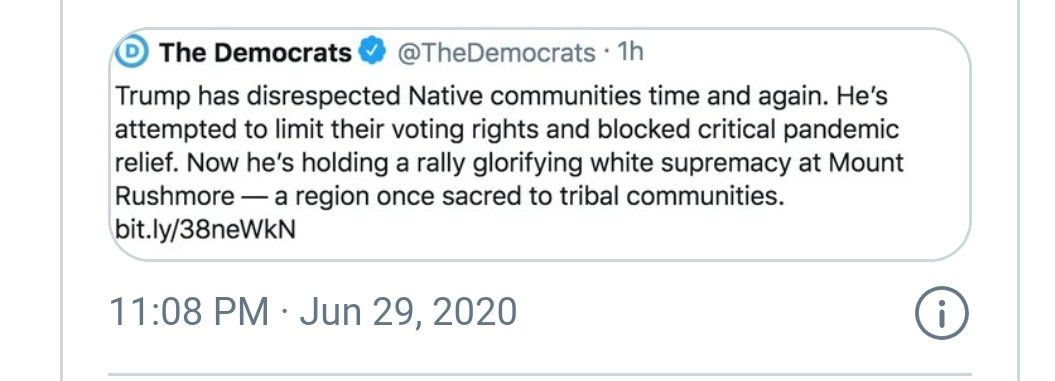 D The Democrats @TheDemocrats · 1h
Trump has disrespected Native communities time and again. He’s
attempted to limit their voting rights and blocked critical pandemic
relief. Now he’s holding a rally glorifying white supremacy at Mount
Rushmore — a region once sacred to tribal communities.
bit.ly/38neWkN
11:08 PM · Jun 29, 2020